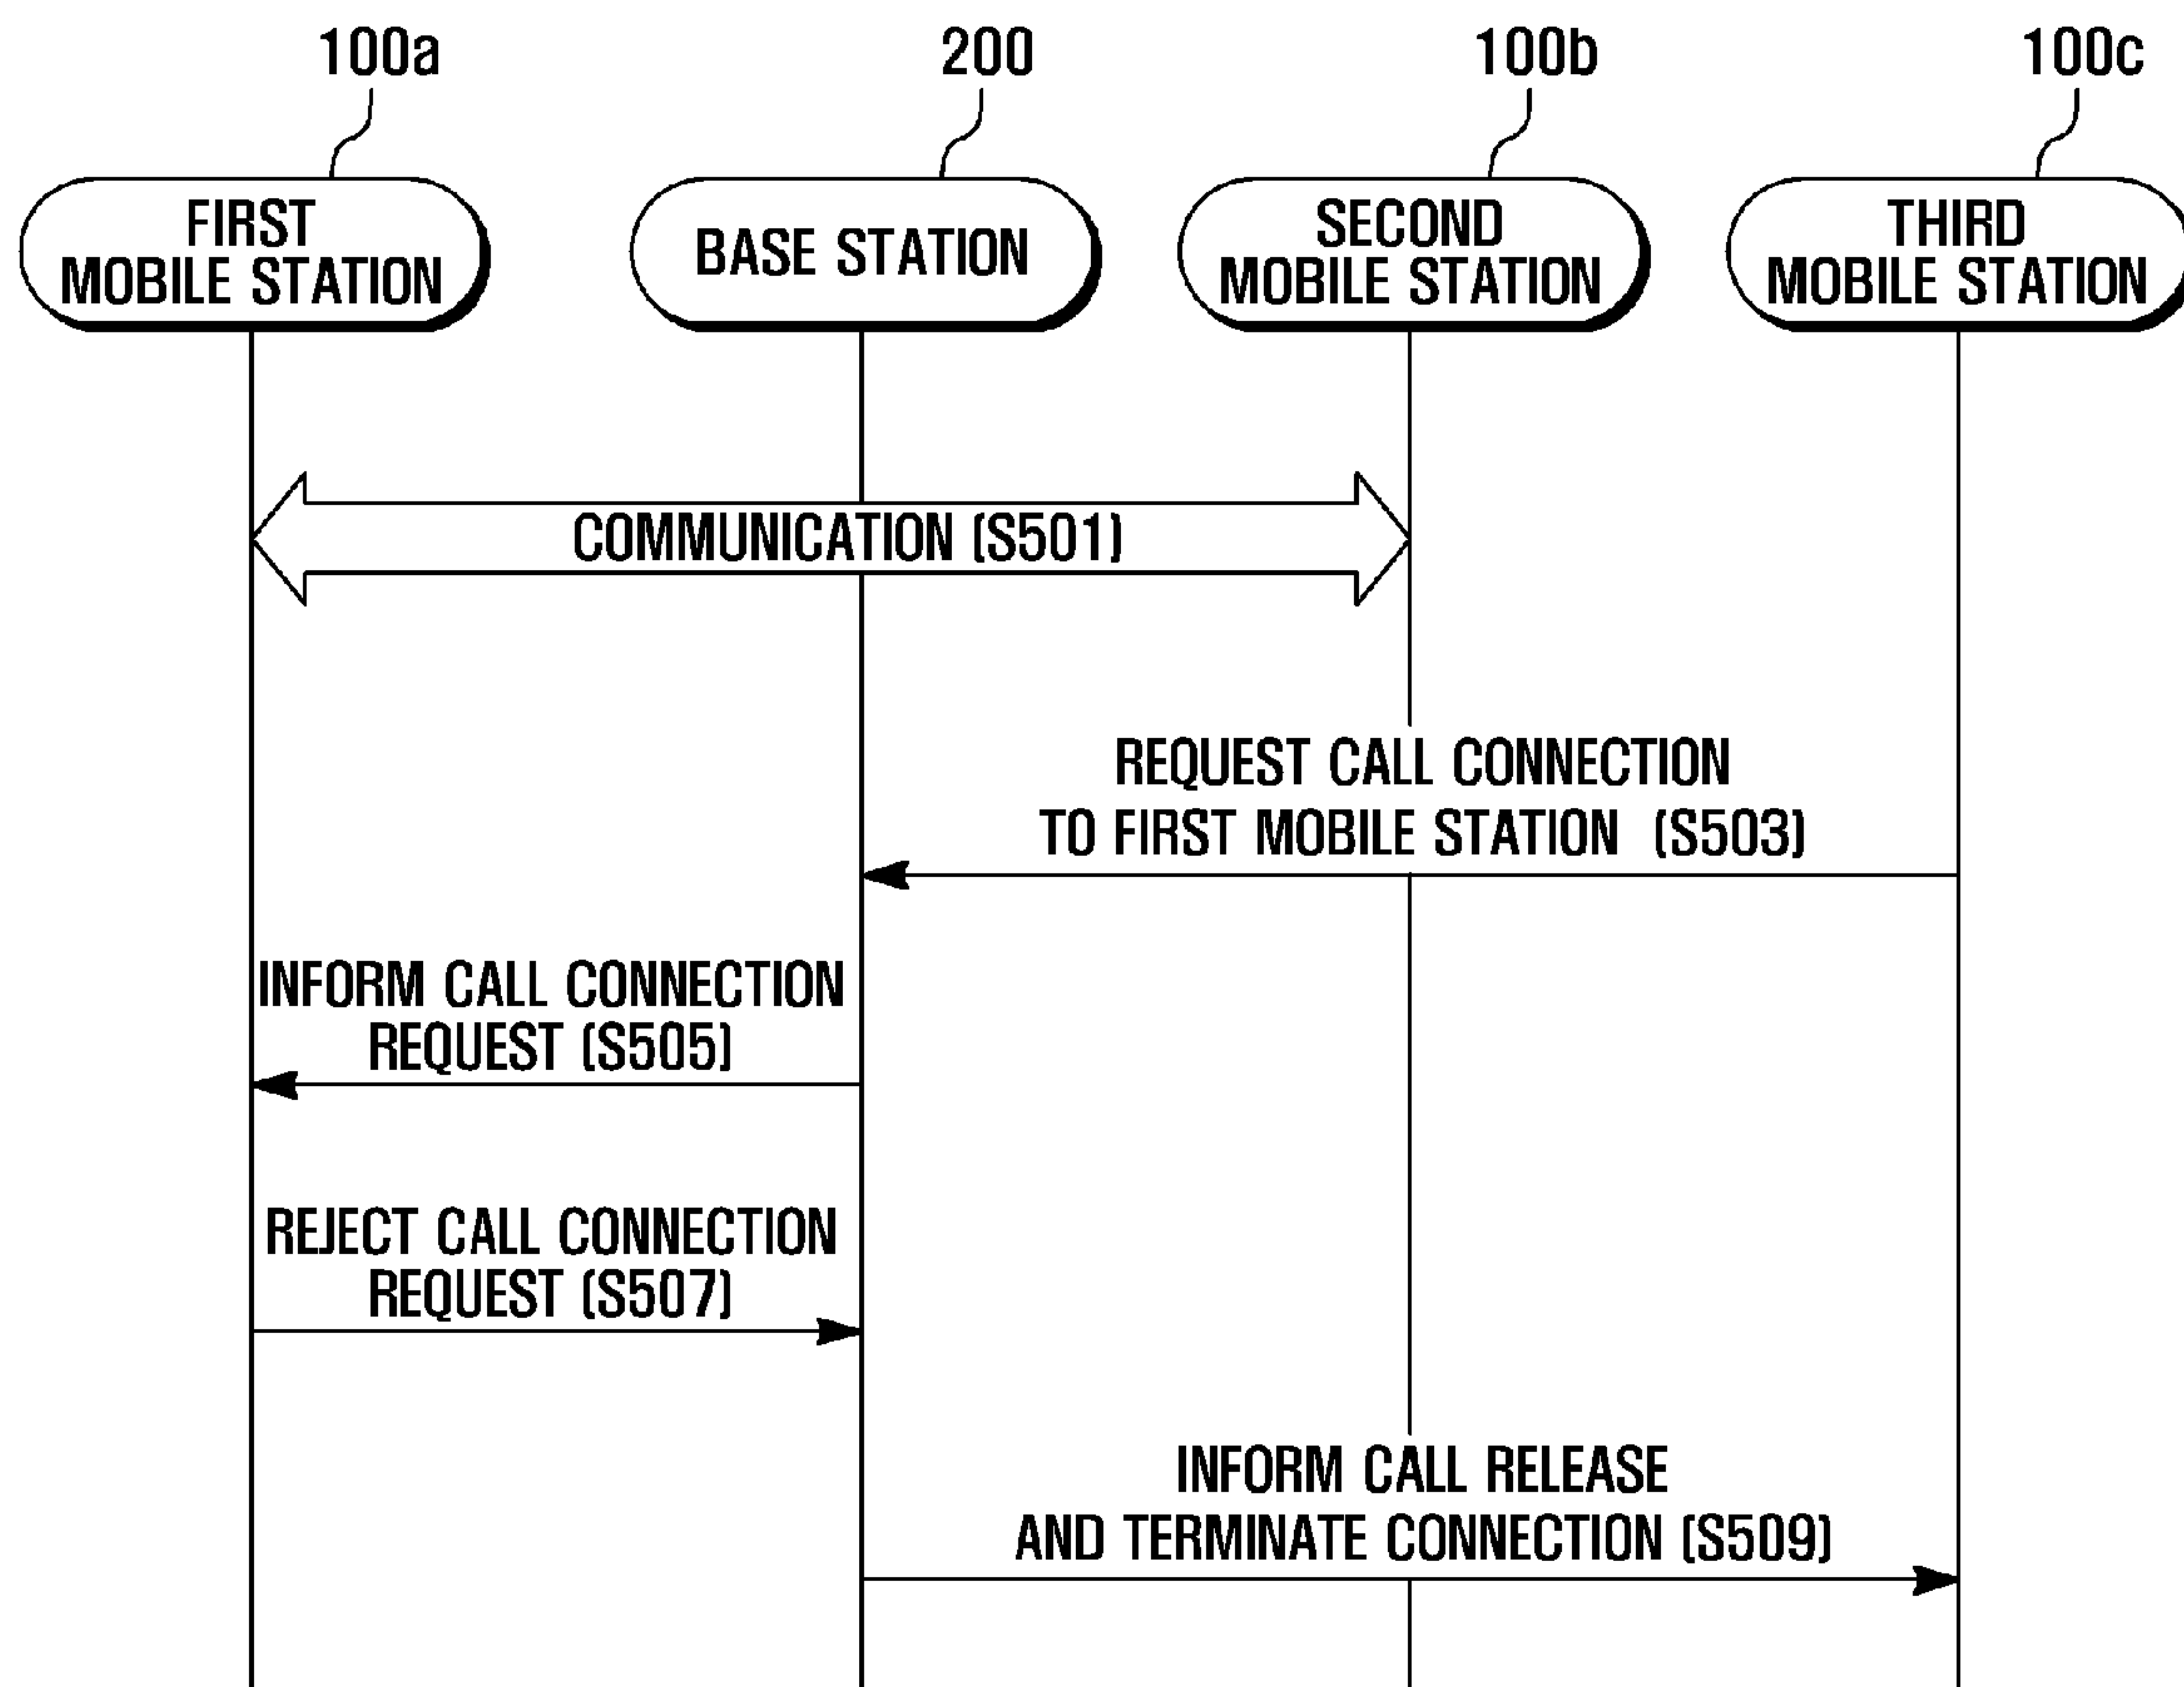 100a
200
100b
100c
FIRST
MOBILE STATION
BASE STATION
SECOND
MOBILE STATION
THIRD
MOBILE STATION
COMMUNICATION (S501)
REQUEST CALL CONNECTION
TO FIRST MOBILE STATION (S503)
INFORM CALL CONNECTION
REQUEST (S505)
REJECT CALL CONNECTION
REQUEST (S507)
INFORM CALL RELEASE
AND TERMINATE CONNECTION (S509)